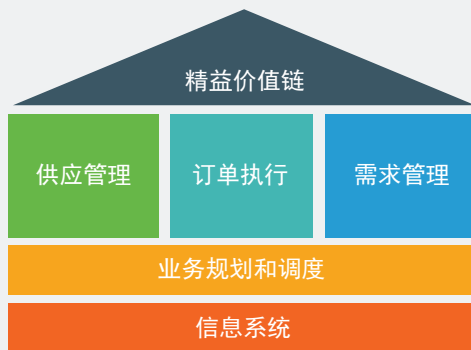 精益价值链
供应管理
订单执行
需求管理
业务规划和调度
信息系统